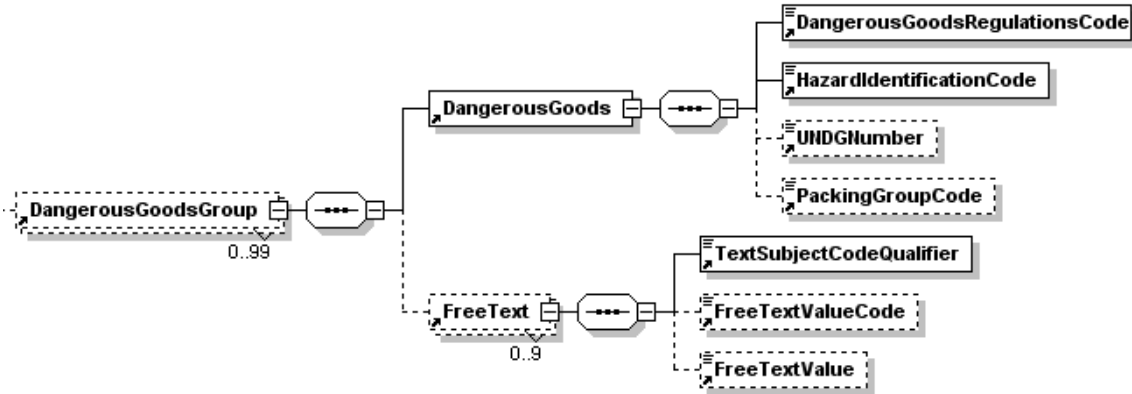 DangerousGoodsRegulationsCode
HazardIdentificationCode
DangerousGoods
UNDGNumber
PackingGroupCode
DangerousGoodsGroup
0..99
TextSubjectCodeQualifier
FreeText
FreeTextValueCode
0..9
FreeTextValue